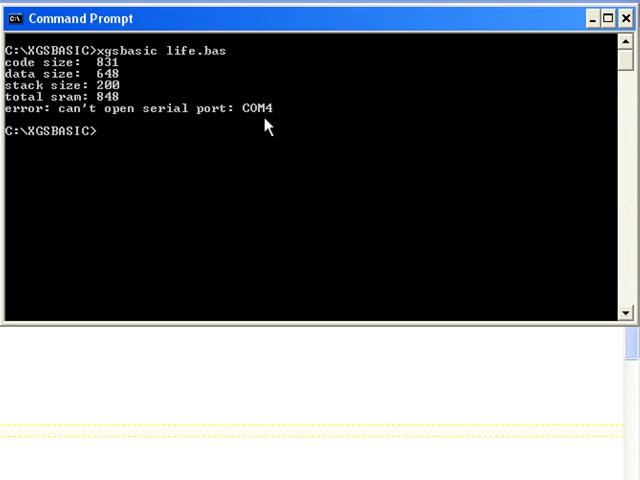 Command Prompt
C:\XGSBASIC>xgsbasic life.bas
code size:  831
data size:  648
stack size: 200
total sram: 848
error: can't open serial port: COM4
C:\XGSBASIC>